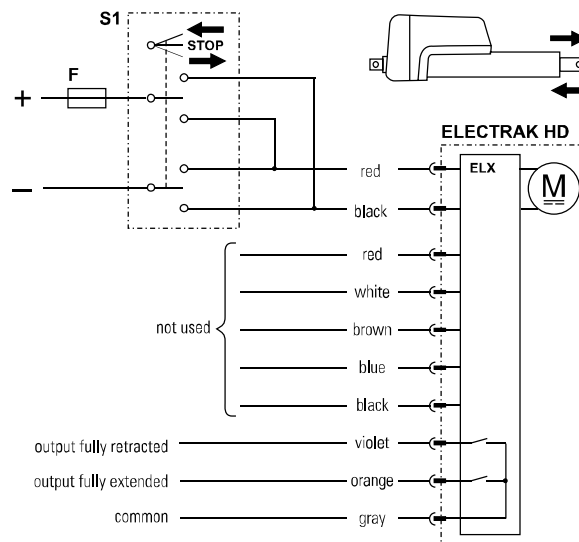 S1
STOP
F
+
−
ELECTRAK HD
red
ELX
M
black
red
white
not used
brown
blue
black
output fully retracted
violet
output fully extended
orange
common
gray